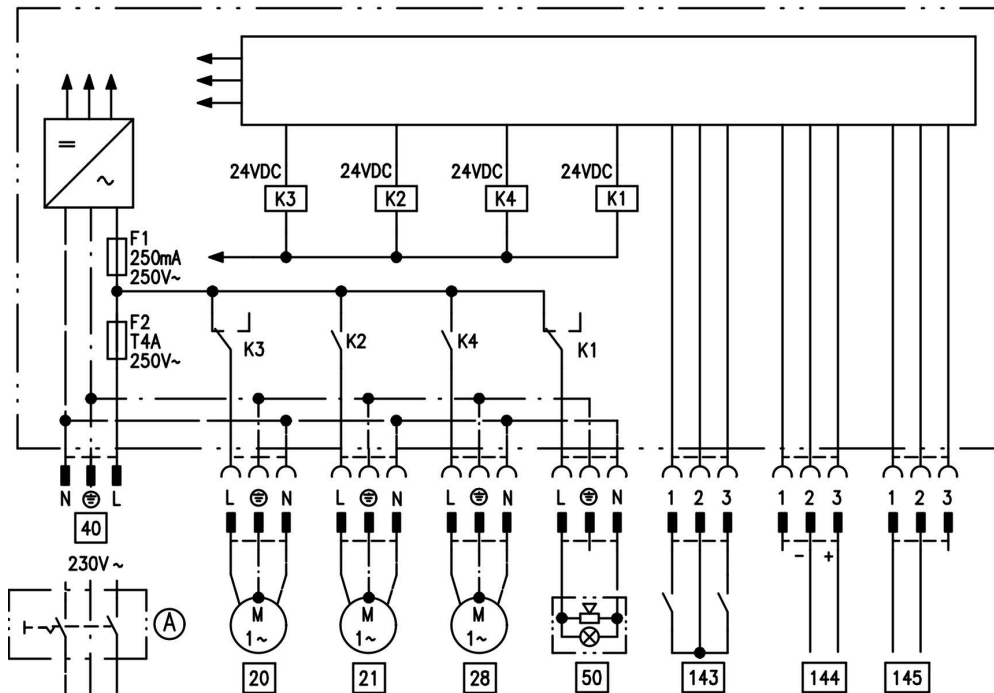 24VDC 24VDC 24VDC 24VDC
K3 K2 K4 K1
F1
250mA
250V~
F2
T4A
250V~
K3 K2 K4 K1
N L L N L N L N L N 1 2 3 1 2 3 1 2 3
40
- +
230V ~
A
M M M
1~ 1~ 1~
20 21 28 50 143 144 145